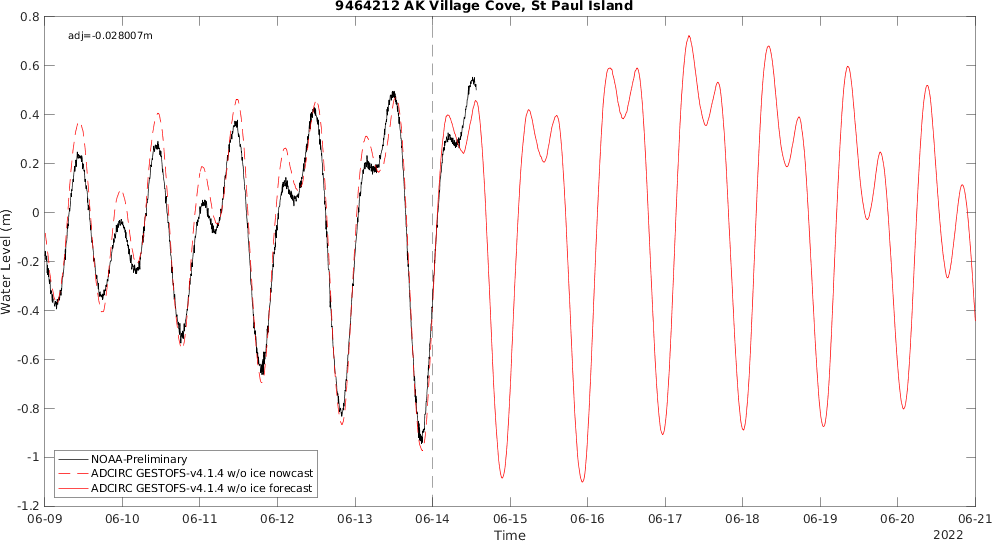 9464212 AK Village Cove, St Paul Island
adj=-0.028007m
0.8
0.6
0.4
0.2
0
-0.2
-0.4
-0.6
-0.8
-1
-1.2
Water Level (m)
NOAA-Preliminary
ADCIRC GESTOFS-v4.1.4 w/o ice nowcast
ADCIRC GESTOFS-v4.1.4 w/o ice forecast
06-09 06-10 06-11 06-12 06-13 06-14 06-15 06-16 06-17 06-18 06-19 06-20 06-21
Time
2022